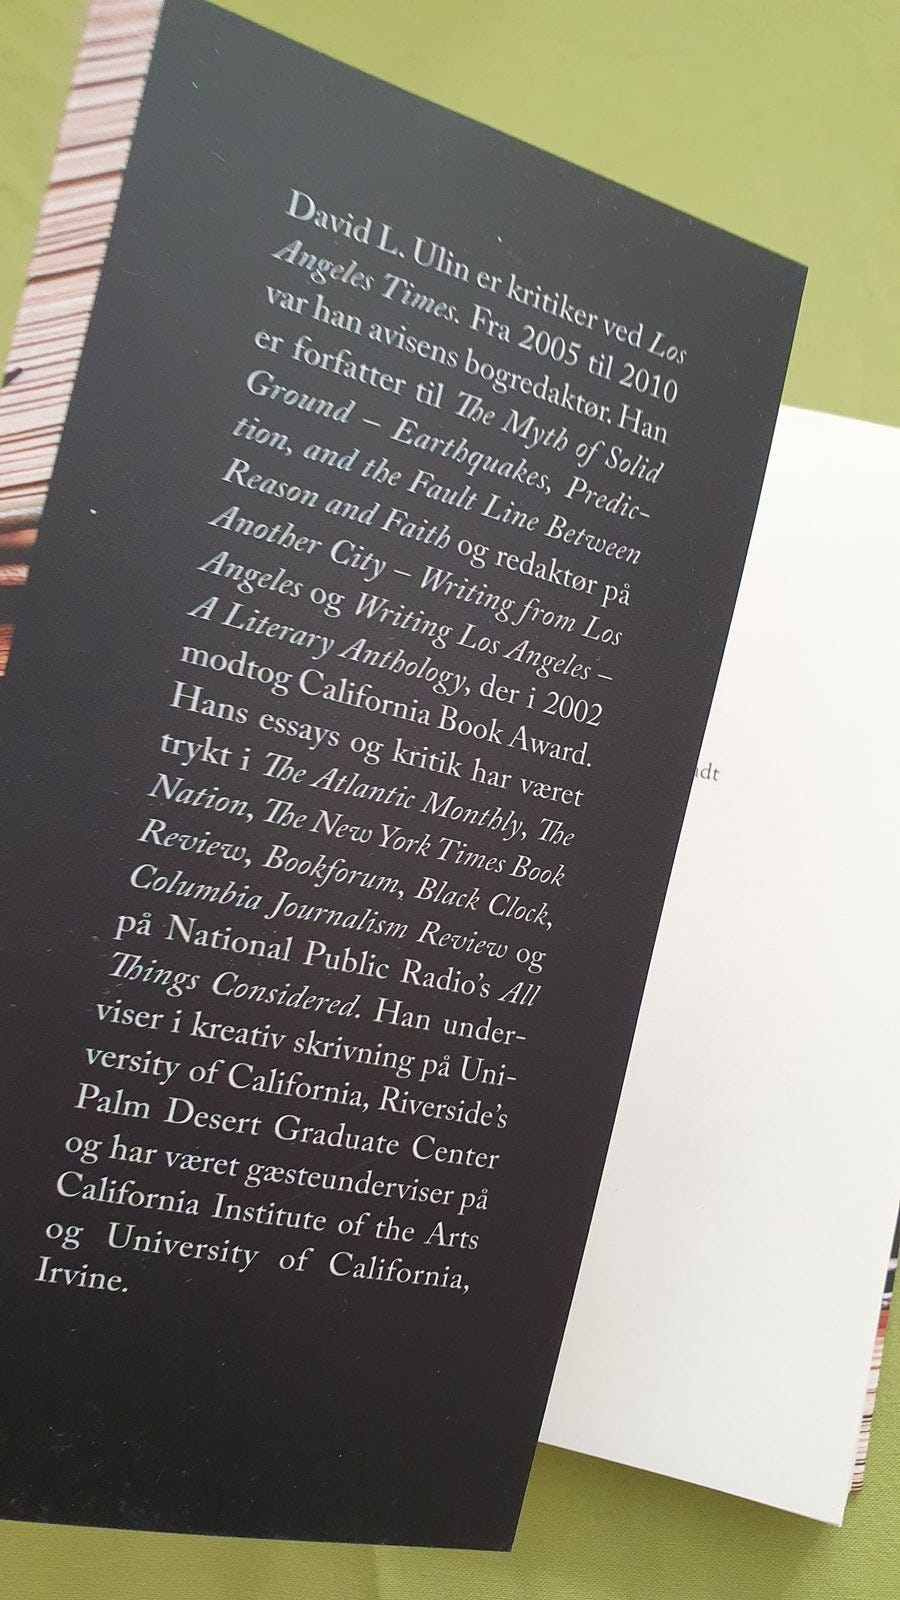 David L. Ulin er kritiker ved Los
Angeles Times. Fra 2005 til 2010
var han avisens bogredaktør. Han
er forfatter til The Myth of Solid
Ground – Earthquakes, Predic-
tion, and the Fault Line Between
Reason and Faith og redaktør på
Another City – Writing from Los
Angeles og Writing Los Angeles –
A Literary Anthology, der i 2002
modtog California Book Award.
Hans essays og kritik har været
trykt i The Atlantic Monthly, The
Nation, The New York Times Book
Review, Bookforum, Black Clock,
Columbia Journalism Review og
på National Public Radio's All
Things Considered. Han under-
viser i kreativ skrivning på Uni-
versity of California, Riverside's
Palm Desert Graduate Center
og har været gæsteunderviser på
California Institute of the Arts
og University of California,
Irvine.